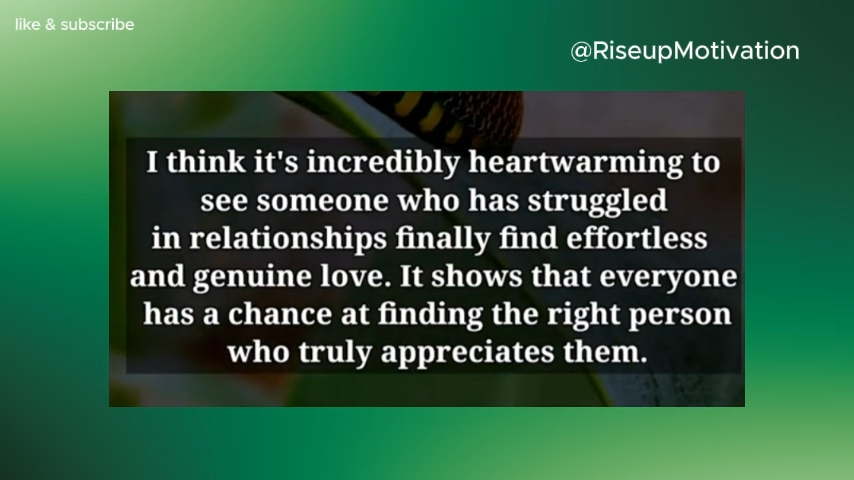 like & subscribe
@RiseupMotivation
I think it's incredibly heartwarming to
see someone who has struggled
in relationships finally find effortless
and genuine love. It shows that everyone
has a chance at finding the right person
who truly appreciates them.